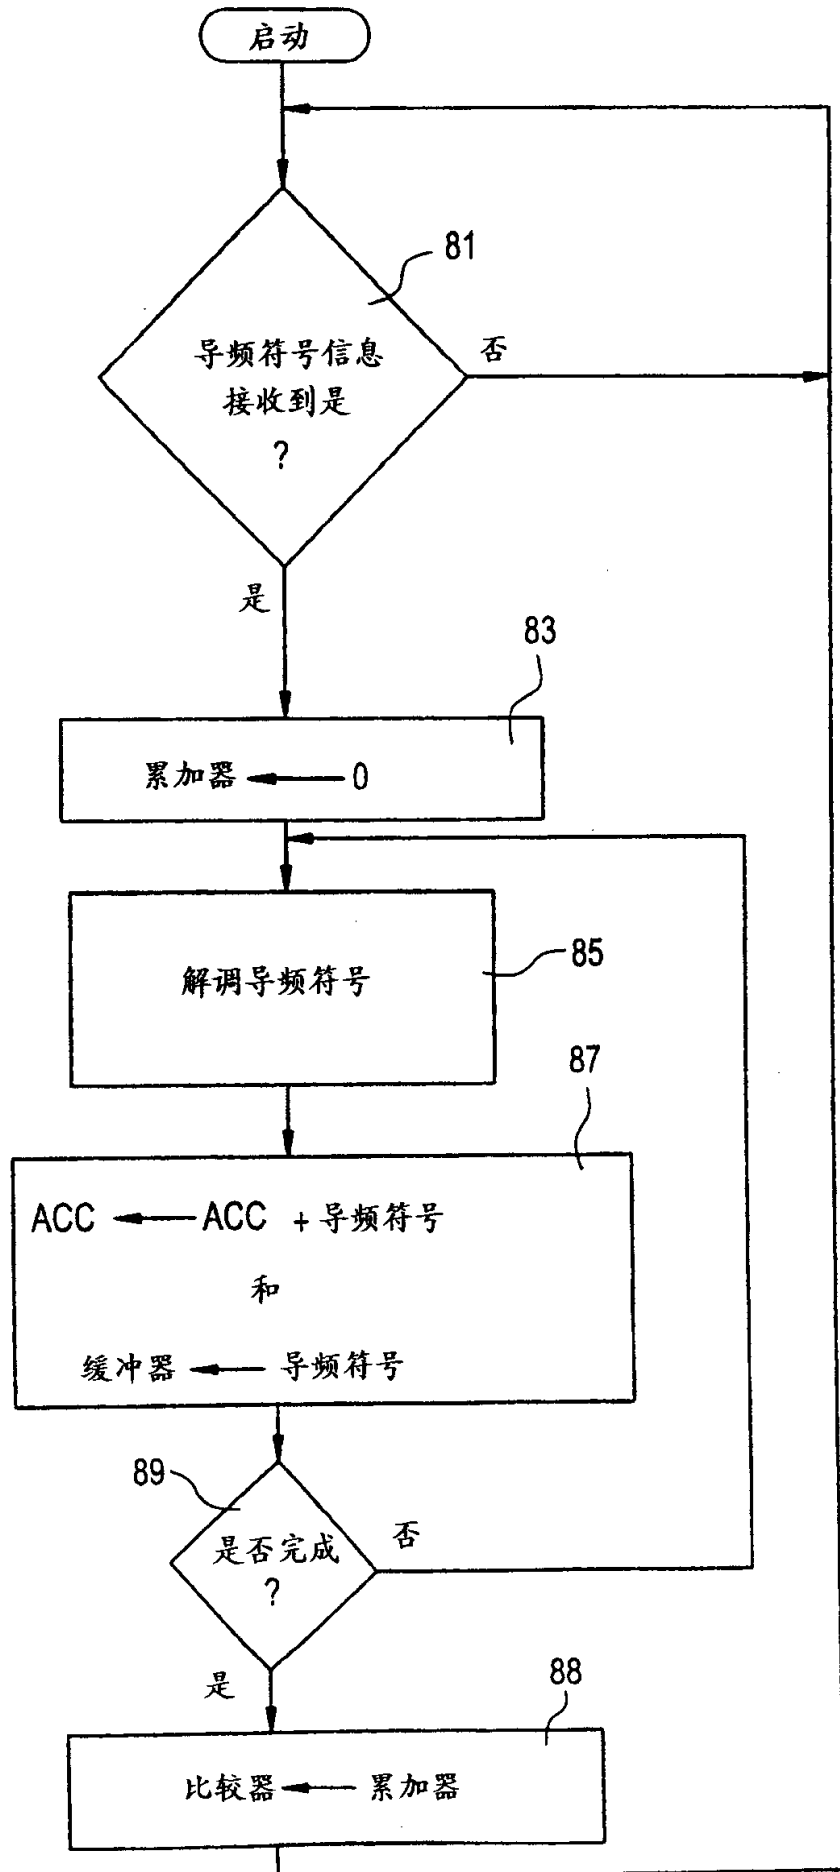 启动
81
导频符号信息
接收到是
?
否
是
83
累加器 ← 0
解调导频符号
85
87
ACC ← ACC + 导频符号
和
缓冲器 ← 导频符号
89
是否完成
?
否
是
88
比较器 ← 累加器